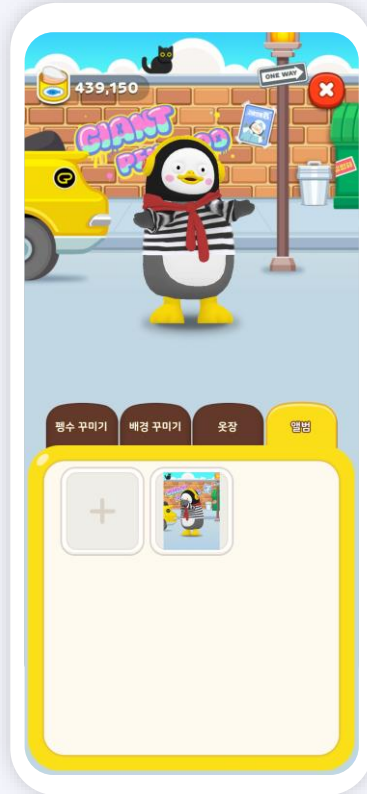 439,150
ONE WAY
GIANT
펭수 꾸미기
배경 꾸미기
옷장
앨범